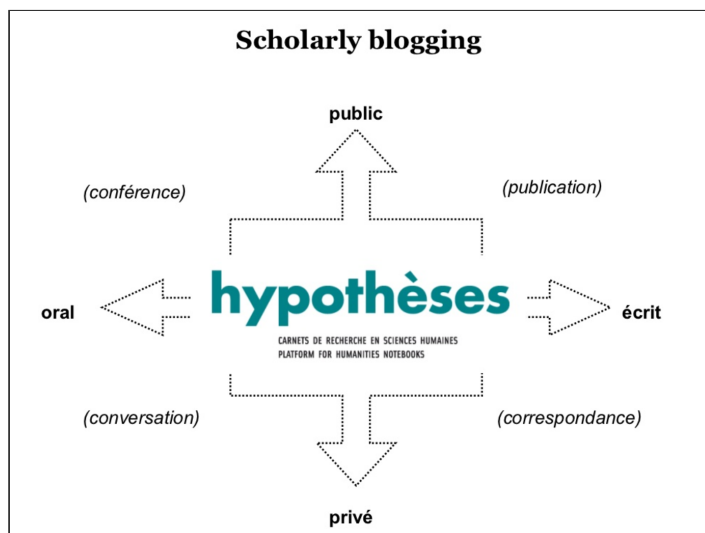 Scholarly blogging
public
(conférence)
(publication)
oral
hypothèses
écrit
CARNETS DE RECHERCHE EN SCIENCES HUMAINES
PLATFORM FOR HUMANITIES NOTEBOOKS
(conversation)
(correspondance)
privé